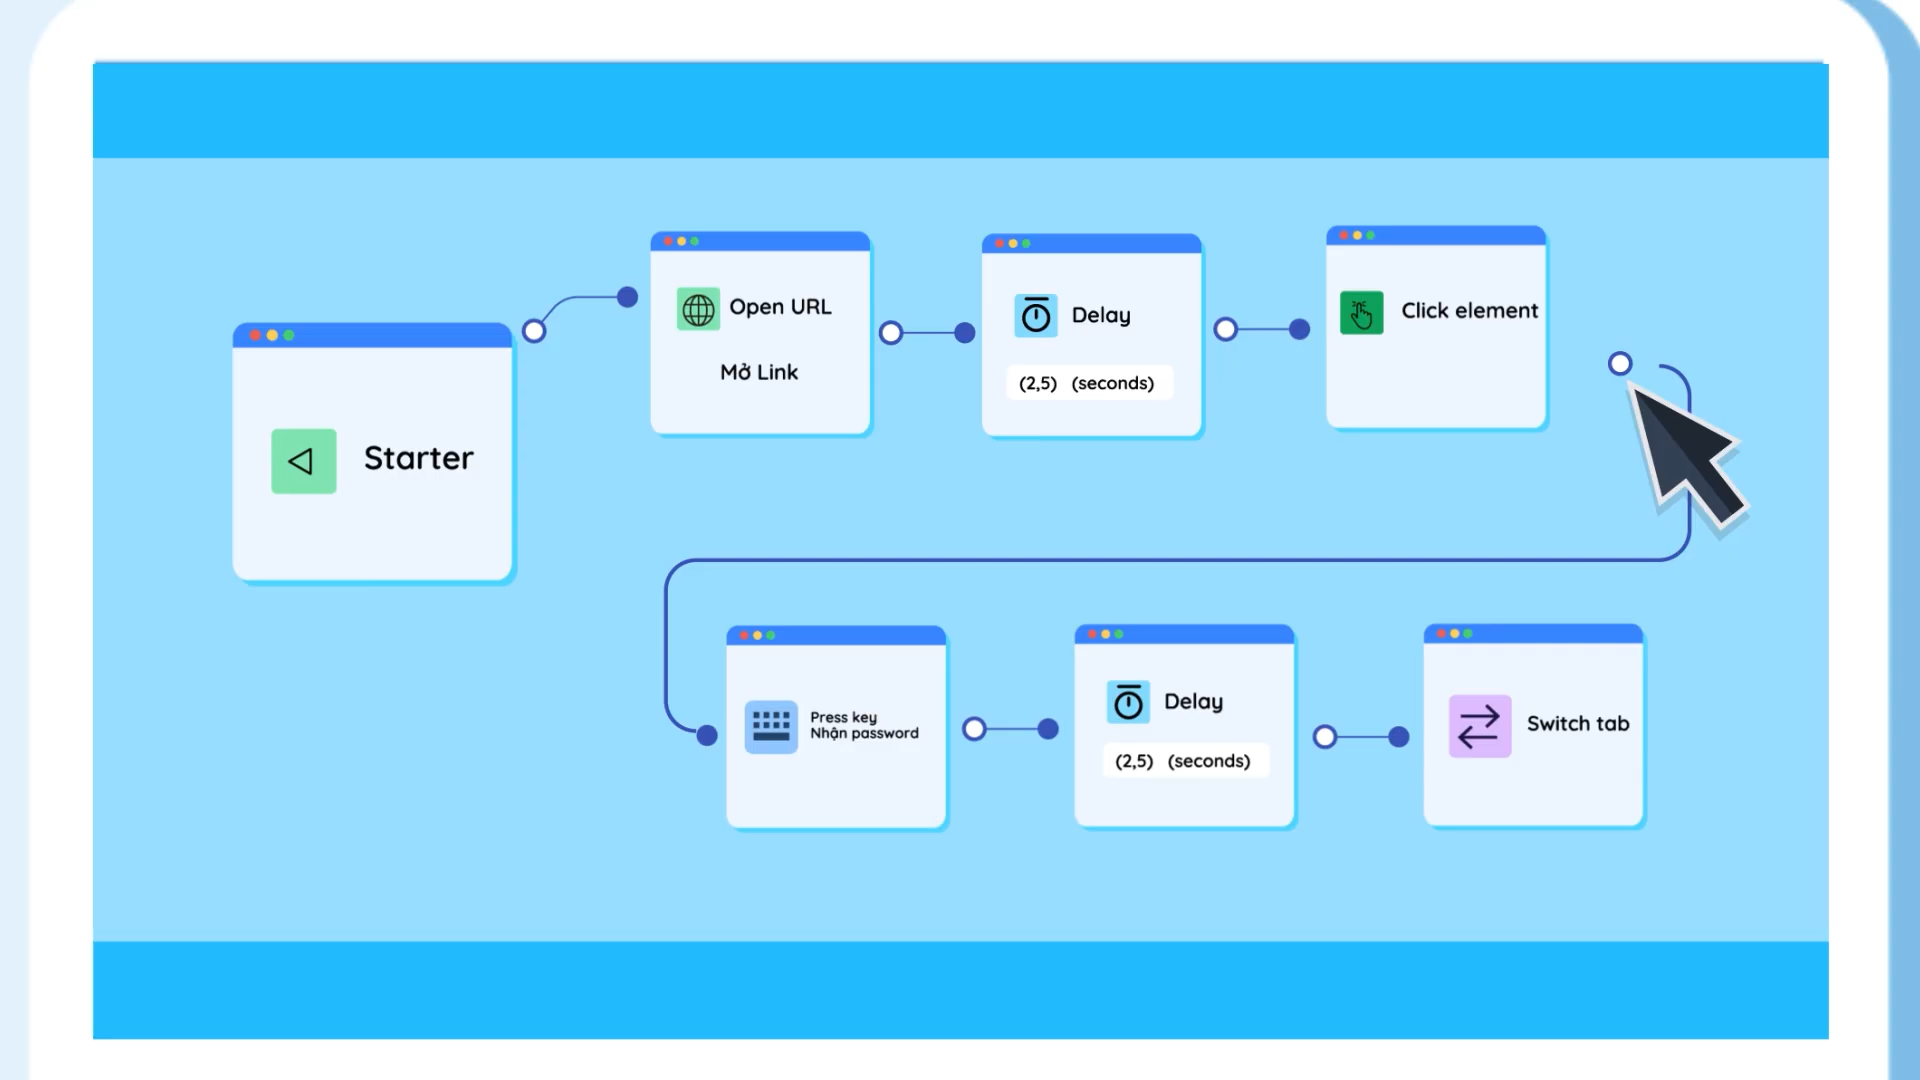 Starter
Open URL
Mở Link
Delay
(2,5) (seconds)
Click element
Press key
Nhận password
Delay
(2,5) (seconds)
Switch tab